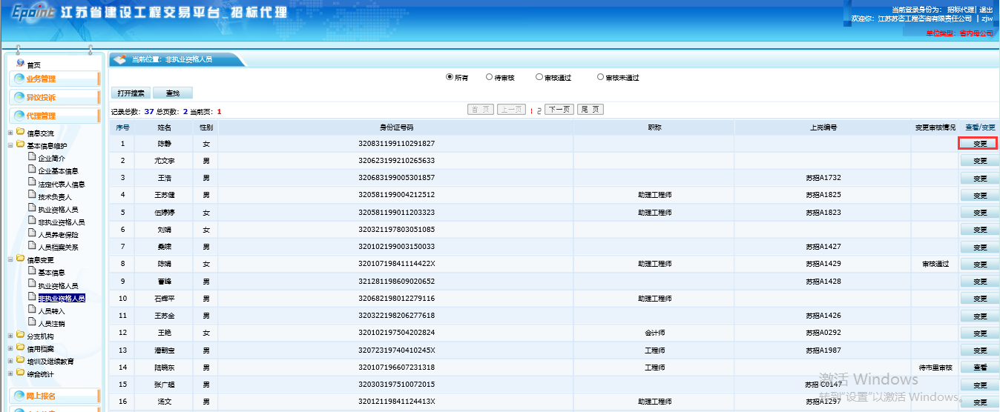 Epoint 江苏省建设工程交易平台_招标代理
当前登录身份为： 招标代理| 退出
欢迎你：江苏苏咨工程咨询有限责任公司 | zjw
单位类型：省内母公司
首页
业务管理
异议投诉
代理管理
信息交流
基本信息维护
企业简介
企业基本信息
法定代表人信息
技术负责人
执业资格人员
非执业资格人员
人员养老保险
人员档案关系
信息变更
基本信息
执业资格人员
非执业资格人员
人员转入
人员注销
分支机构
信用档案
培训及继续教育
综合统计
网上报名
当前位置：非执业资格人员
所有 待审核 审核通过 审核未通过
打开搜索 查找
记录总数：37 总页数：2 当前页：1 首 页 上一页 1 2 下一页 尾 页
序号 姓名 性别 身份证号码 职称 上岗编号 变更审核情况 查看/变更
1 陈静 女 320831199110291827 变更
2 尤文宇 男 320623199210265633 变更
3 王浩 男 320683199005301857 苏招A1732 变更
4 王苏健 男 320581199004212512 助理工程师 苏招A1825 变更
5 伍婷婷 女 320581199011203323 助理工程师 苏招A1823 变更
6 刘娟 女 320321197803051085 变更
7 桑啸 男 320102199003150033 苏招A1427 变更
8 陈娟 女 32010719841114422X 助理工程师 苏招A1429 审核通过 变更
9 曹峰 男 321281198609020652 苏招A1428 变更
10 石辉平 男 320682198012279116 助理工程师 变更
11 王苏全 男 320322198206277618 苏招A1426 变更
12 王艳 女 320102197504202824 会计师 苏招A0292 变更
13 潘朝宝 男 32072319740410245X 工程师 苏招A1987 变更
14 陆晓东 男 320107196607231318 工程师 待市里审核 查看
15 张广超 男 320303197510072015 苏招 C0147 变更
16 汤文 男 32012119841124413X 助理工程师 苏招A1297 变更
激活 Windows
转到"设置"以激活 Windows。